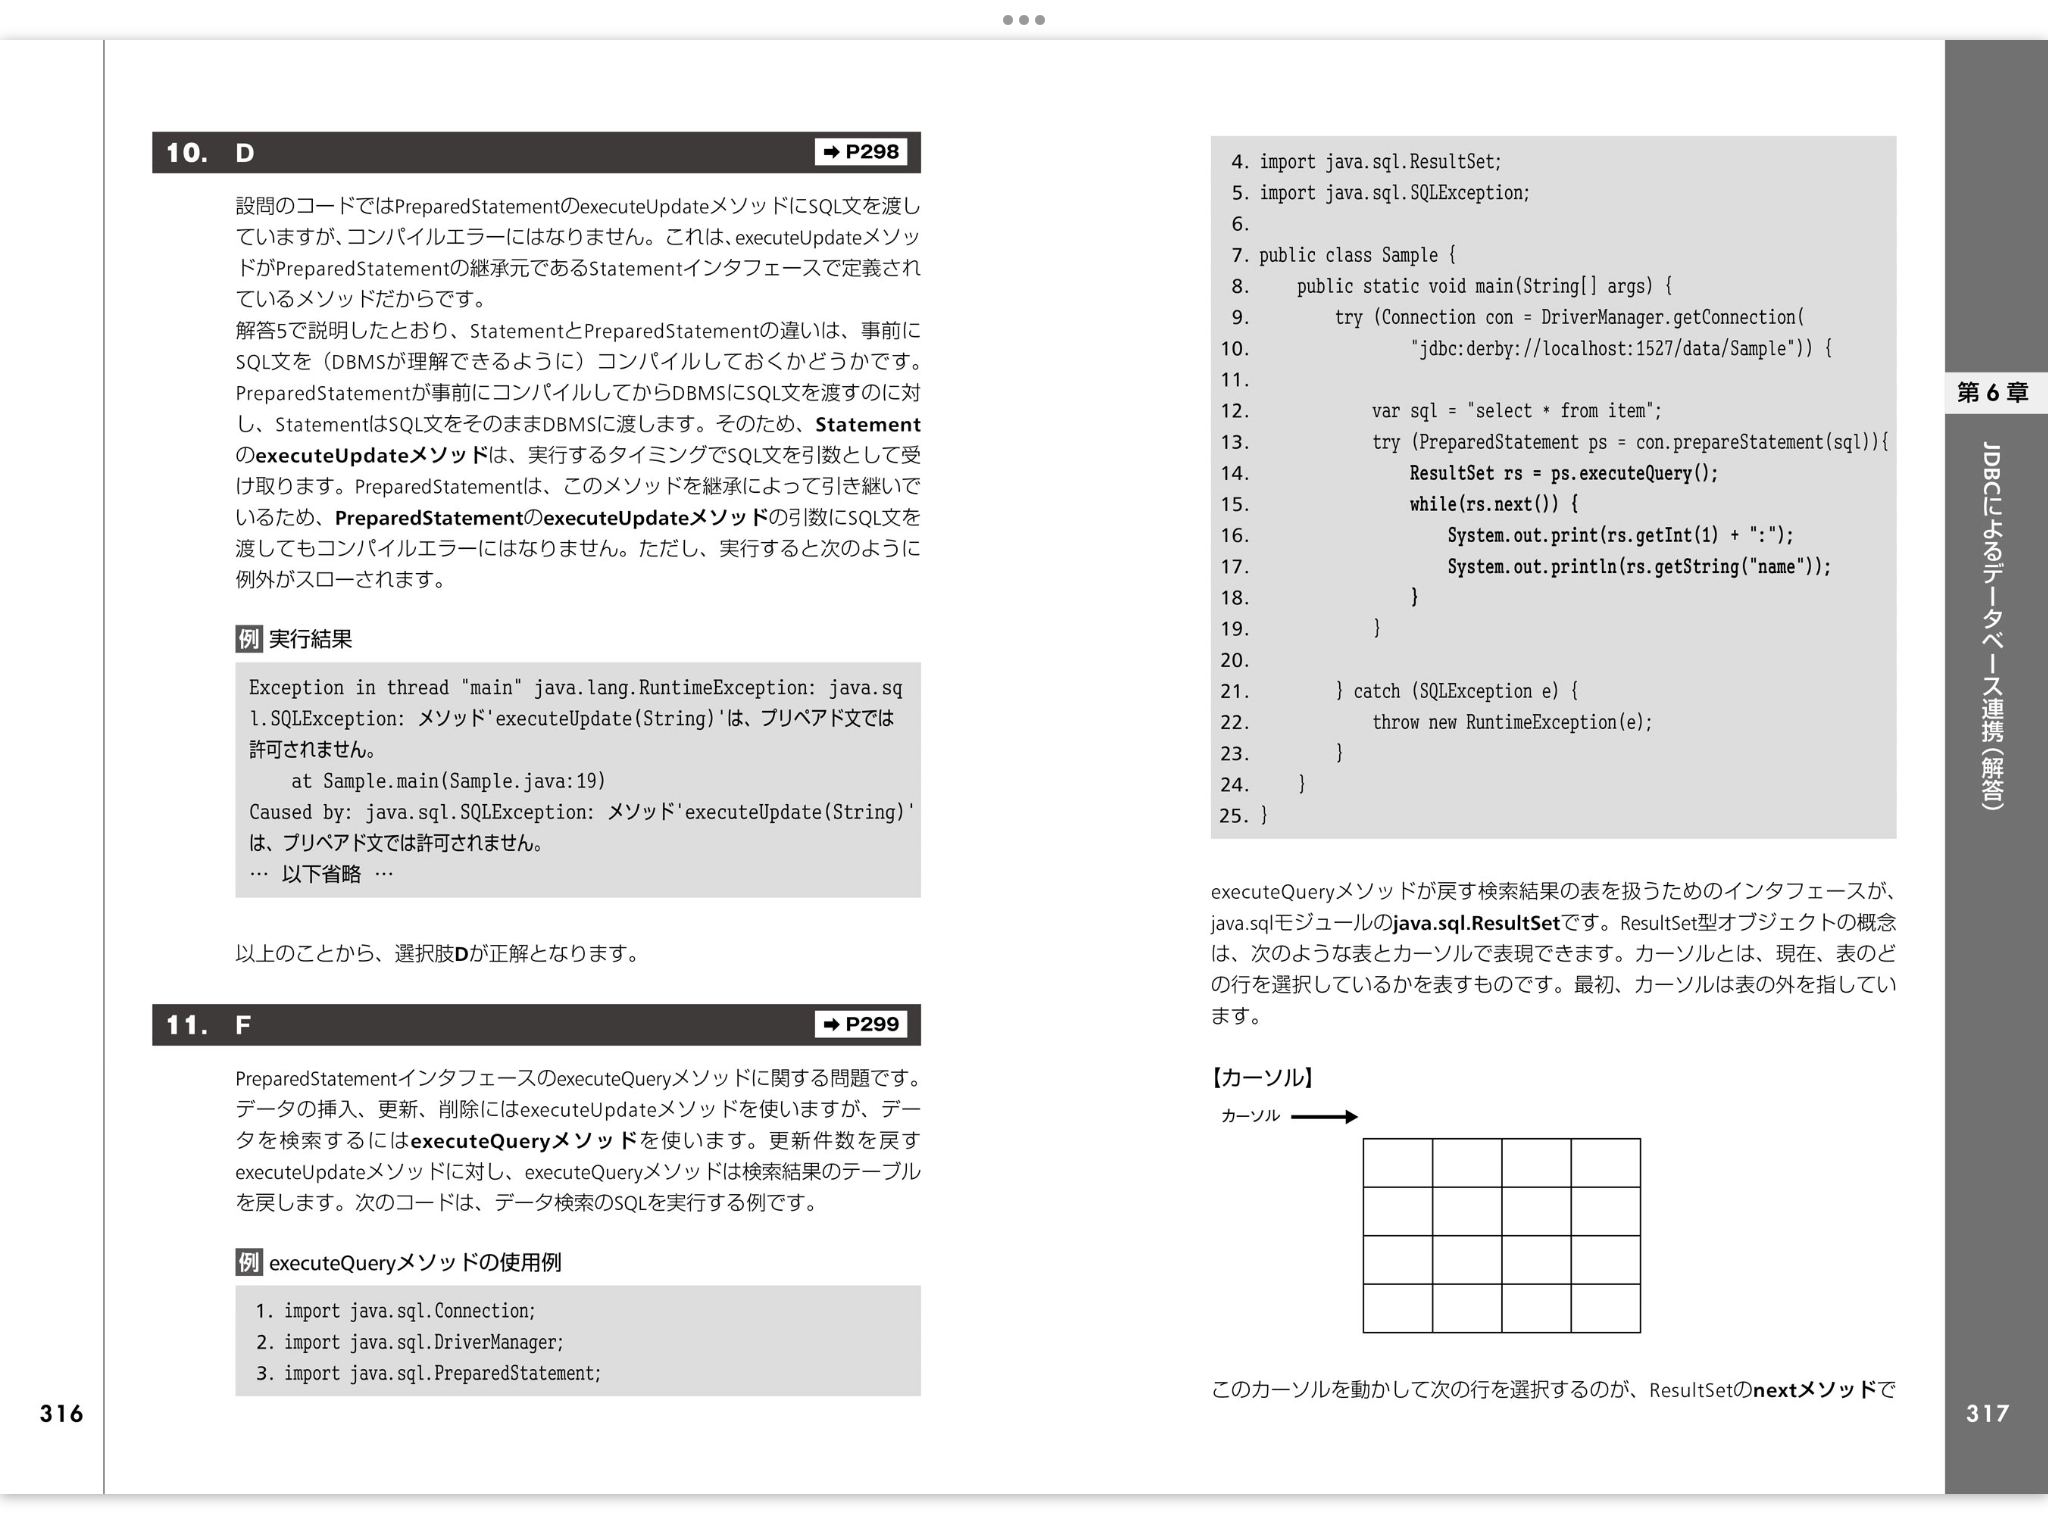 10. D
➡ P298
設問のコードではPreparedStatementのexecuteUpdateメソッドにSQL文を渡し
ていますが、コンパイルエラーにはなりません。これは、executeUpdateメソッ
ドがPreparedStatementの継承元であるStatementインタフェースで定義され
ているメソッドだからです。
解答5で説明したとおり、StatementとPreparedStatementの違いは、事前に
SQL文を（DBMSが理解できるように）コンパイルしておくかどうかです。
PreparedStatementが事前にコンパイルしてからDBMSにSQL文を渡すのに対
し、StatementはSQL文をそのままDBMSに渡します。そのため、Statement
のexecuteUpdateメソッドは、実行するタイミングでSQL文を引数として受
け取ります。PreparedStatementは、このメソッドを継承によって引き継いで
いるため、PreparedStatementのexecuteUpdateメソッドの引数にSQL文を
渡してもコンパイルエラーにはなりません。ただし、実行すると次のように
例外がスローされます。
例 実行結果
Exception in thread "main" java.lang.RuntimeException: java.sq
l.SQLException: メソッド'executeUpdate(String)'は、プリペアド文では
許可されません。
at Sample.main(Sample.java:19)
Caused by: java.sql.SQLException: メソッド'executeUpdate(String)'
は、プリペアド文では許可されません。
… 以下省略 …
以上のことから、選択肢Dが正解となります。
11. F
➡ P299
PreparedStatementインタフェースのexecuteQueryメソッドに関する問題です。
データの挿入、更新、削除にはexecuteUpdateメソッドを使いますが、デー
タを検索するにはexecuteQueryメソッドを使います。更新件数を戻す
executeUpdateメソッドに対し、executeQueryメソッドは検索結果のテーブル
を戻します。次のコードは、データ検索のSQLを実行する例です。
例 executeQueryメソッドの使用例
1. import java.sql.Connection;
2. import java.sql.DriverManager;
3. import java.sql.PreparedStatement;
316
4. import java.sql.ResultSet;
5. import java.sql.SQLException;
6.
7. public class Sample {
8. public static void main(String[] args) {
9. try (Connection con = DriverManager.getConnection(
10. "jdbc:derby://localhost:1527/data/Sample")) {
11.
12. var sql = "select * from item";
13. try (PreparedStatement ps = con.prepareStatement(sql)){
14. ResultSet rs = ps.executeQuery();
15. while(rs.next()) {
16. System.out.print(rs.getInt(1) + ":");
17. System.out.println(rs.getString("name"));
18. }
19. }
20.
21. } catch (SQLException e) {
22. throw new RuntimeException(e);
23. }
24. }
25. }
executeQueryメソッドが戻す検索結果の表を扱うためのインタフェースが、
java.sqlモジュールのjava.sql.ResultSetです。ResultSet型オブジェクトの概念
は、次のような表とカーソルで表現できます。カーソルとは、現在、表のど
の行を選択しているかを表すものです。最初、カーソルは表の外を指してい
ます。
【カーソル】
カーソル
このカーソルを動かして次の行を選択するのが、ResultSetのnextメソッドで
第6章
JDBCによるデータベース連携（解答）
317